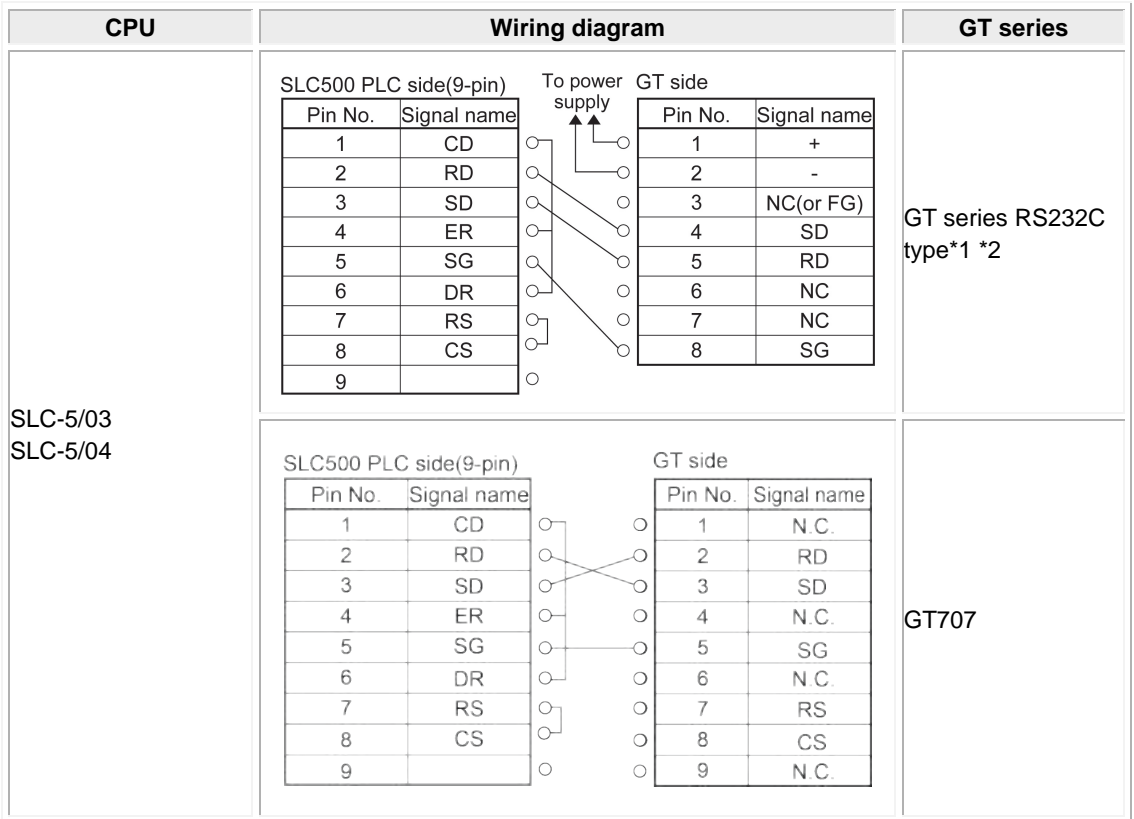 CPU Wiring diagram GT series
SLC-5/03
SLC-5/04
SLC500 PLC side(9-pin) To power supply GT side
Pin No. Signal name Pin No. Signal name
1 CD 1 +
2 RD 2 -
3 SD 3 NC(or FG)
4 ER 4 SD
5 SG 5 RD
6 DR 6 NC
7 RS 7 NC
8 CS 8 SG
9
GT series RS232C
type*1 *2
SLC500 PLC side(9-pin) GT side
Pin No. Signal name Pin No. Signal name
1 CD 1 N.C.
2 RD 2 RD
3 SD 3 SD
4 ER 4 N.C.
5 SG 5 SG
6 DR 6 N.C.
7 RS 7 RS
8 CS 8 CS
9 9 N.C.
GT707